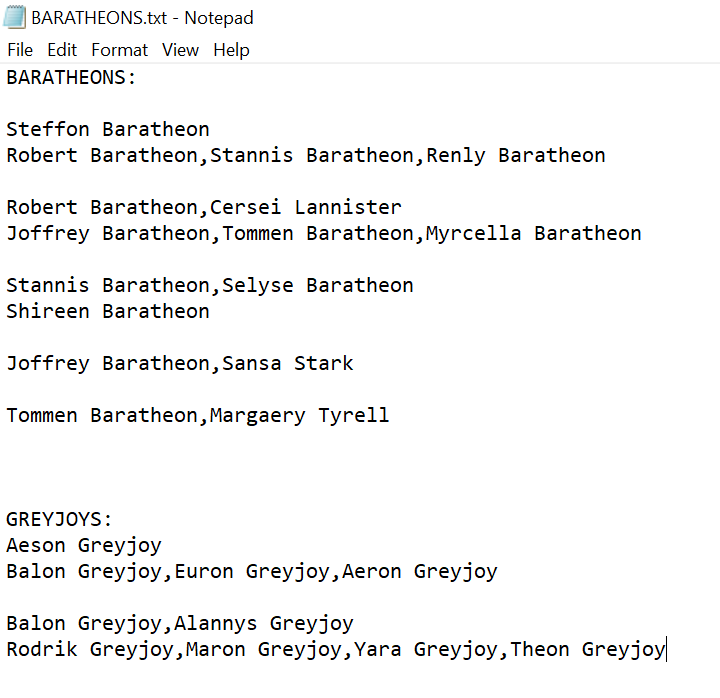 BARATHEONS.txt - Notepad
File Edit Format View Help
BARATHEONS:
Steffon Baratheon
Robert Baratheon,Stannis Baratheon,Renly Baratheon
Robert Baratheon,Cersei Lannister
Joffrey Baratheon,Tommen Baratheon,Myrcella Baratheon
Stannis Baratheon,Selyse Baratheon
Shireen Baratheon
Joffrey Baratheon,Sansa Stark
Tommen Baratheon,Margaery Tyrell
GREYJOYS:
Aeson Greyjoy
Balon Greyjoy,Euron Greyjoy,Aeron Greyjoy
Balon Greyjoy,Alannys Greyjoy
Rodrik Greyjoy,Maron Greyjoy,Yara Greyjoy,Theon Greyjoy